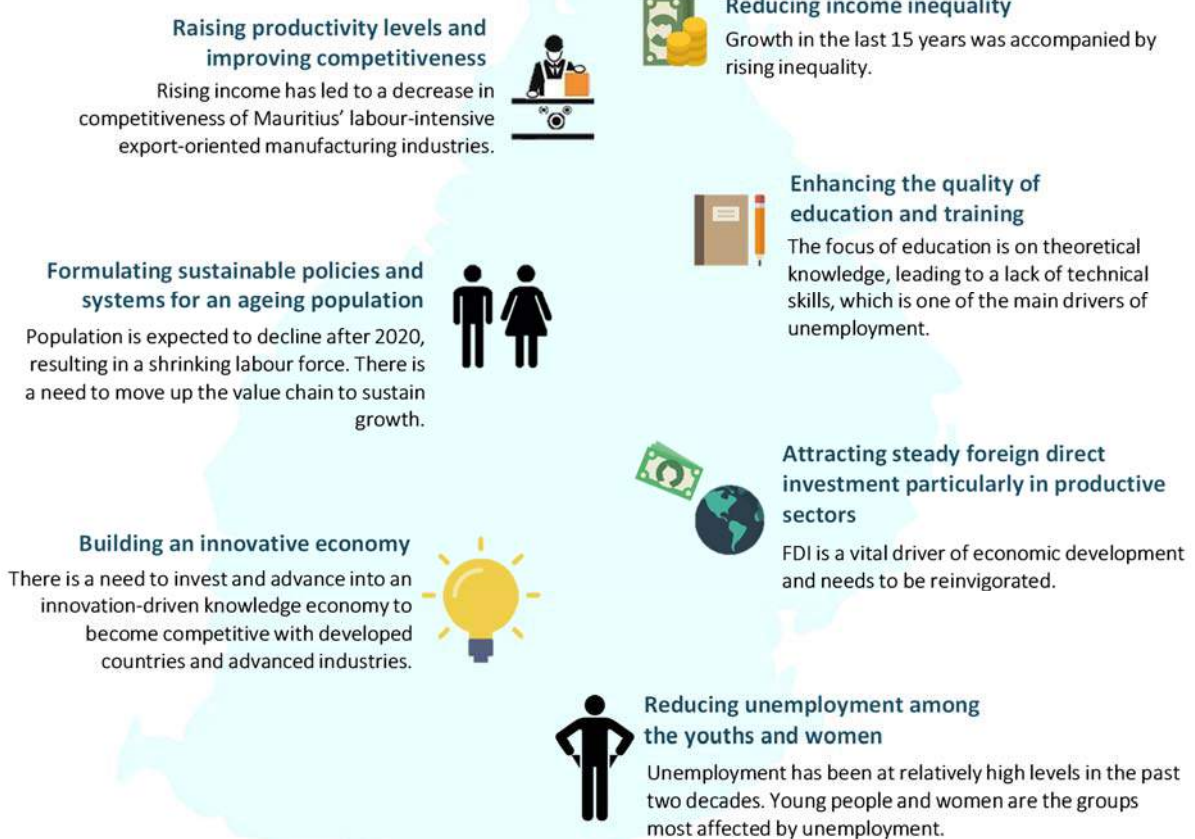 Raising productivity levels and
improving competitiveness
Rising income has led to a decrease in
competitiveness of Mauritius' labour-intensive
export-oriented manufacturing industries.
Reducing income inequality
Growth in the last 15 years was accompanied by
rising inequality.
Enhancing the quality of
education and training
The focus of education is on theoretical
knowledge, leading to a lack of technical
skills, which is one of the main drivers of
unemployment.
Formulating sustainable policies and
systems for an ageing population
Population is expected to decline after 2020,
resulting in a shrinking labour force. There is
a need to move up the value chain to sustain
growth.
Attracting steady foreign direct
investment particularly in productive
sectors
FDI is a vital driver of economic development
and needs to be reinvigorated.
Building an innovative economy
There is a need to invest and advance into an
innovation-driven knowledge economy to
become competitive with developed
countries and advanced industries.
Reducing unemployment among
the youths and women
Unemployment has been at relatively high levels in the past
two decades. Young people and women are the groups
most affected by unemployment.